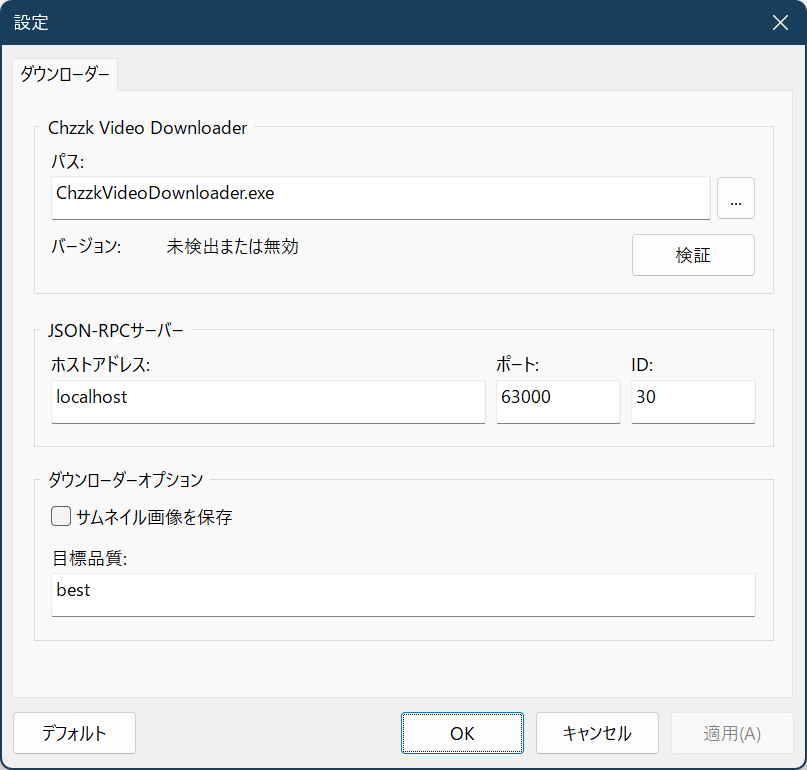 設定
ダウンローダー
Chzzk Video Downloader
パス:
ChzzkVideoDownloader.exe
...
バージョン: 未検出または無効
検証
JSON-RPCサーバー
ホストアドレス: ポート: ID:
localhost 63000 30
ダウンローダーオプション
サムネイル画像を保存
目標品質:
best
デフォルト OK キャンセル 適用(A)